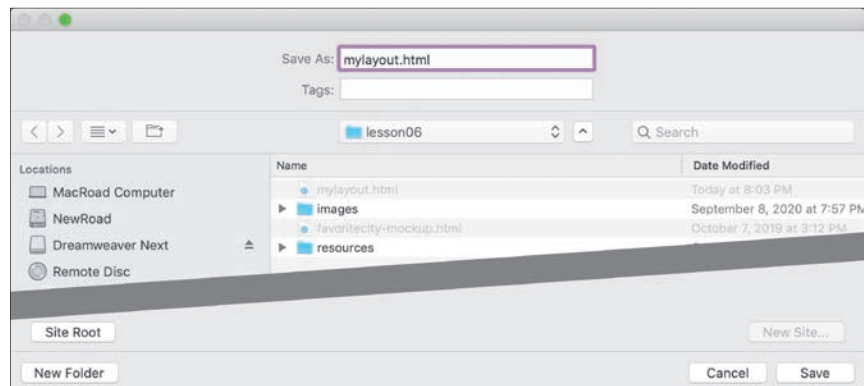 Save As: mylayout.html
Tags:
lesson06
Search
Locations
MacRoad Computer
NewRoad
Dreamweaver Next
Remote Disc
Name Date Modified
mylayout.html Today at 8:03 PM
images September 8, 2020 at 7:57 PM
favoritecity-mockup.html October 7, 2019 at 3:12 PM
resources
Site Root New Site...
New Folder Cancel Save